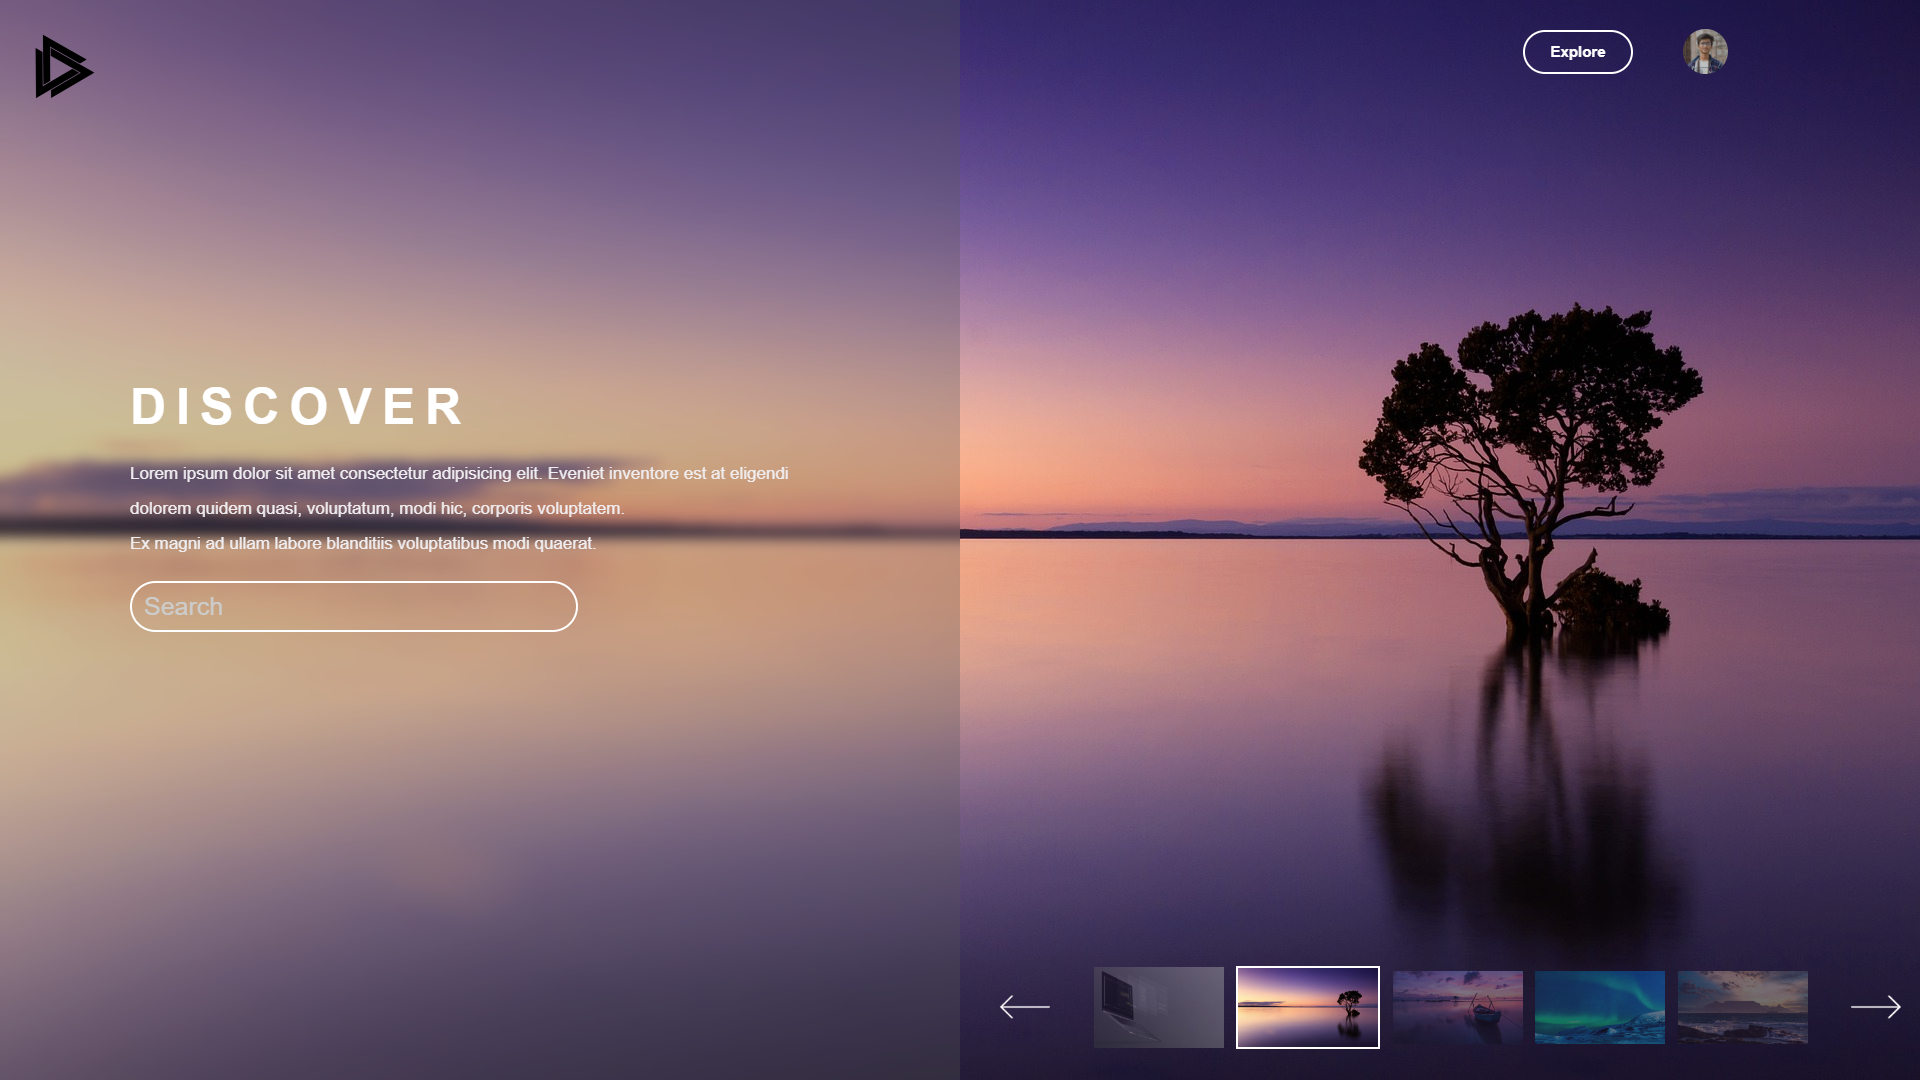 Explore
DISCOVER
Lorem ipsum dolor sit amet consectetur adipisicing elit. Eveniet inventore est at eligendi
dolorem quidem quasi, voluptatum, modi hic, corporis voluptatem.
Ex magni ad ullam labore blanditiis voluptatibus modi quaerat.
Search